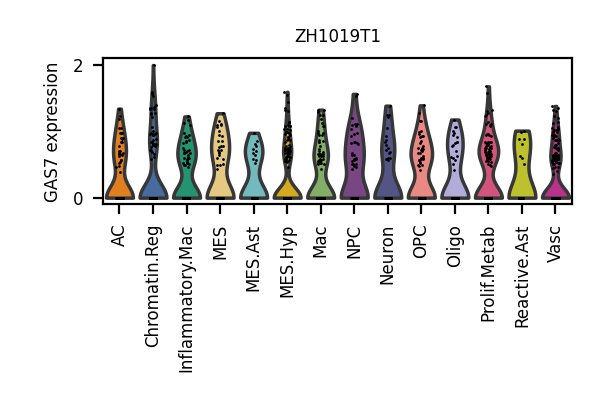 ZH1019T1
GAS7 expression
2
0
AC
Chromatin.Reg
Inflammatory.Mac
MES
MES.Ast
MES.Hyp
Mac
NPC
Neuron
OPC
Oligo
Prolif.Metab
Reactive.Ast
Vasc